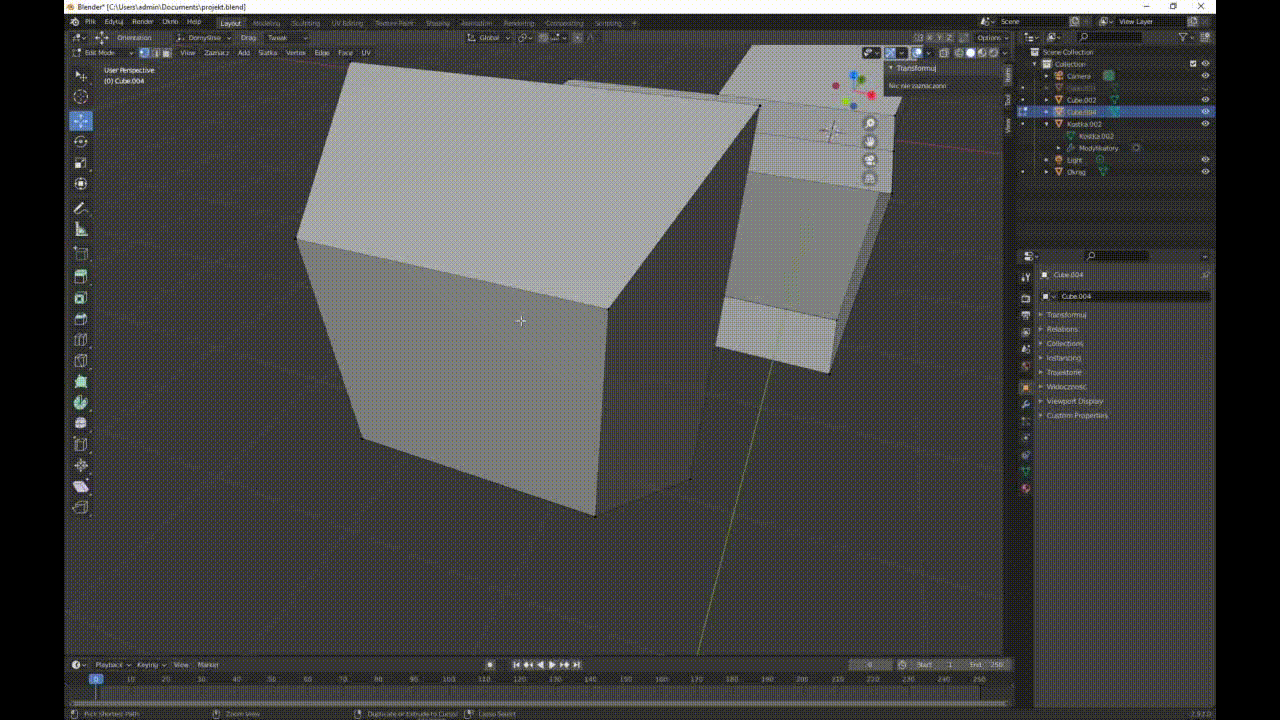 Blender* [C:\Users\admin\Documents\projekt.blend]
Plik Edytuj Render Okno Help Layout Modeling Sculpting UV Editing Texture Paint Shading Animation Rendering Compositing Scripting Scene View Layer
Orientation Domyślne Drag Tweak Global Options
Edit Mode View Zaznacz Add Siatka Vertex Edge Face UV
User Perspective
(0) Cube.004
Transformuj
Nic nie zaznaczono
Item
Tool
View
Scene Collection
Collection
Camera
Cube.002
Cube.004
Kostka.002
Kostka.002
Modyfikatory
Light
Okrąg
Cube.004
Cube.004
Transformuj
Relations
Collections
Instancing
Trajektorie
Widoczność
Viewport Display
Custom Properties
Playback Keying View Marker 0 Start 1 End 250
0 10 20 30 40 50 60 70 80 90 100 110 120 130 140 150 160 170 180 190 200 210 220 230 240 250
Pick Shortest Path Zoom View Duplicate or Extrude to Cursor Lasso Select 2.92.0